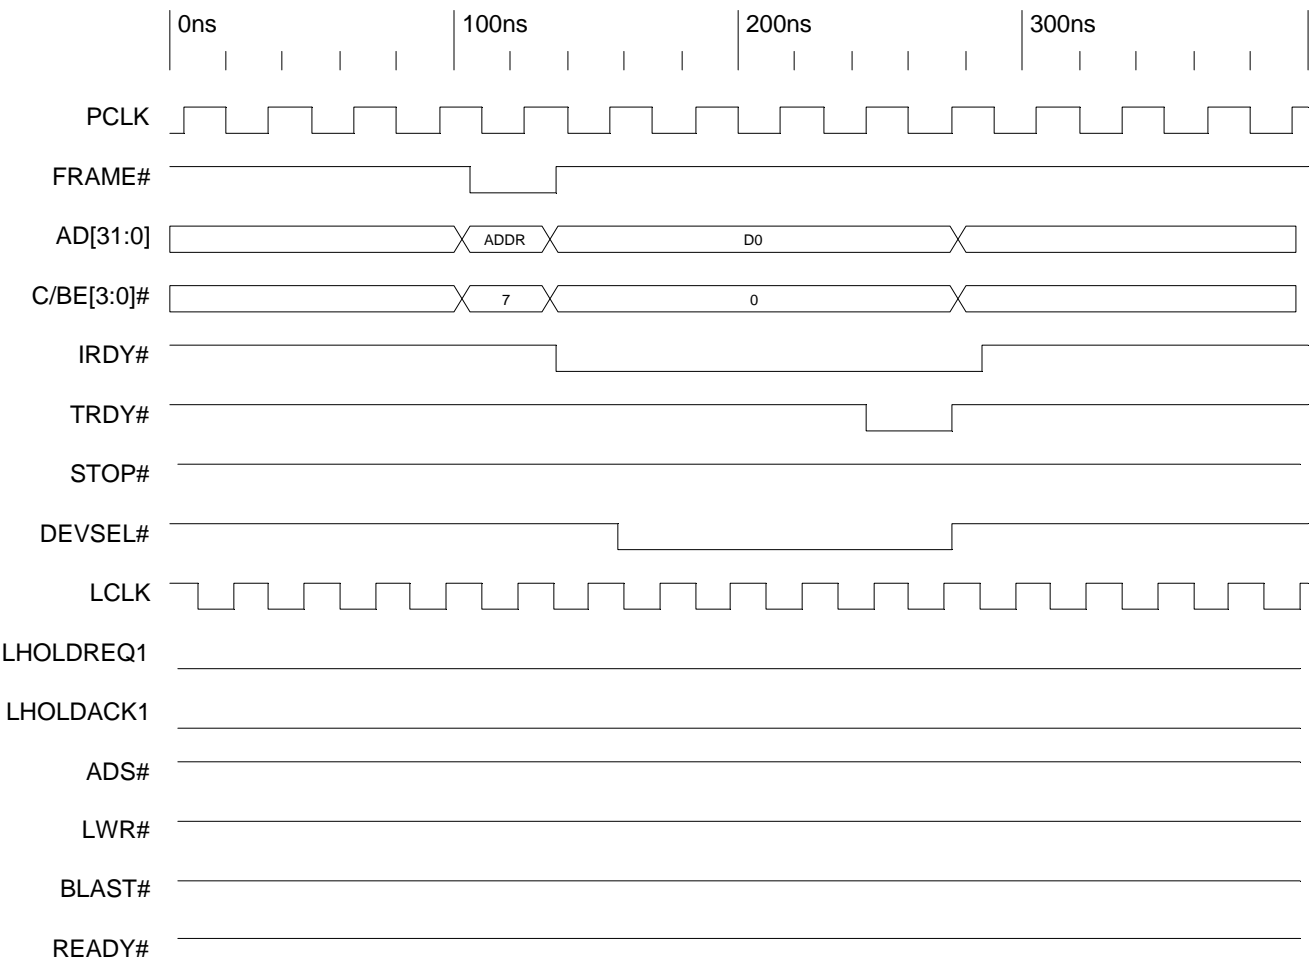 0ns 100ns 200ns 300ns
PCLK
FRAME#
AD[31:0] ADDR D0
C/BE[3:0]# 7 0
IRDY#
TRDY#
STOP#
DEVSEL#
LCLK
LHOLDREQ1
LHOLDACK1
ADS#
LWR#
BLAST#
READY#